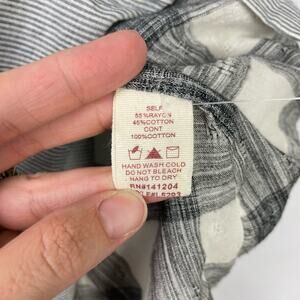 SELF
55%RAYON
45%COTTON
CONT
100%COTTON
HAND WASH COLD
DO NOT BLEACH
HANG TO DRY
RN#141204